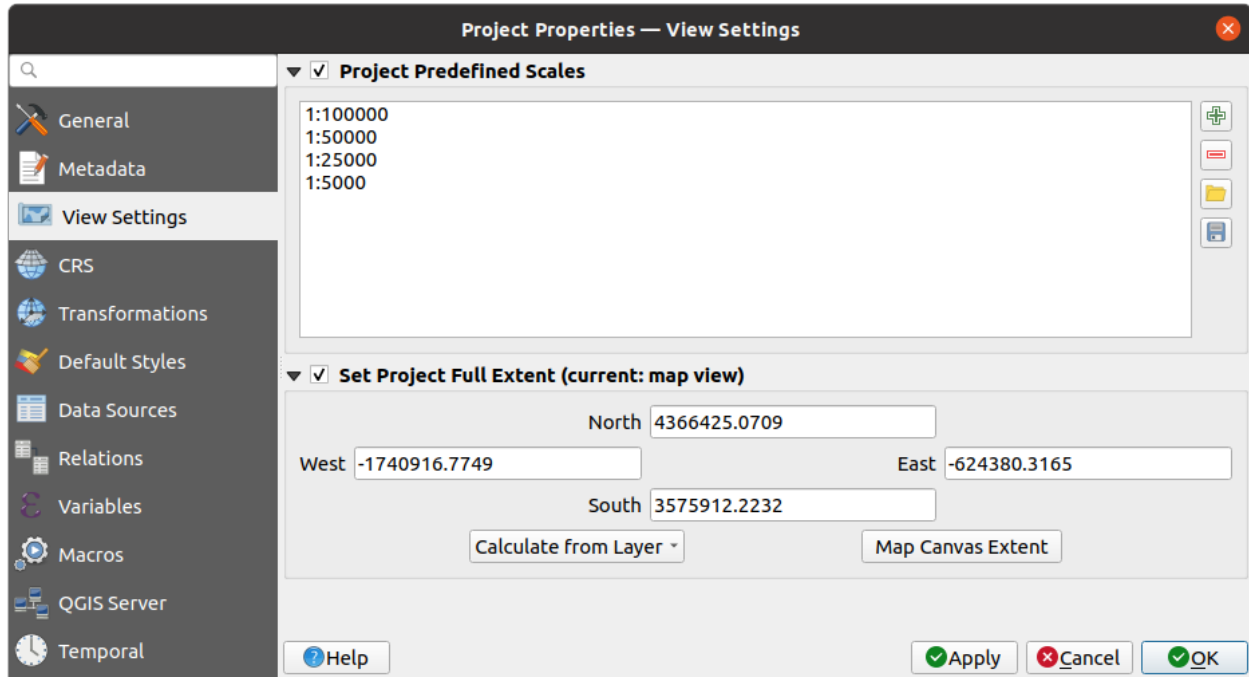 Project Properties — View Settings
General
Metadata
View Settings
CRS
Transformations
Default Styles
Data Sources
Relations
Variables
Macros
QGIS Server
Temporal
Project Predefined Scales
1:100000
1:50000
1:25000
1:5000
Set Project Full Extent (current: map view)
North 4366425.0709
West -1740916.7749 East -624380.3165
South 3575912.2232
Calculate from Layer Map Canvas Extent
Help Apply Cancel OK